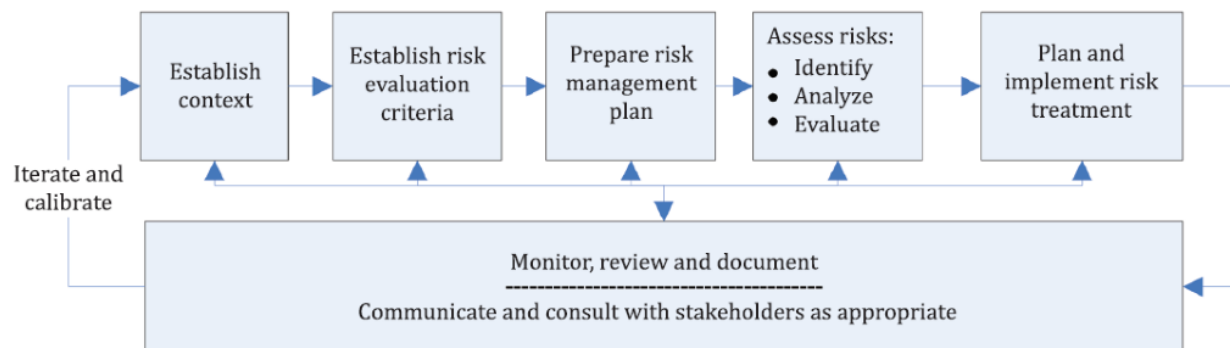 Establish
context
Establish risk
evaluation
criteria
Prepare risk
management
plan
Assess risks:
• Identify
• Analyze
• Evaluate
Plan and
implement risk
treatment
Iterate and
calibrate
Monitor, review and document
Communicate and consult with stakeholders as appropriate